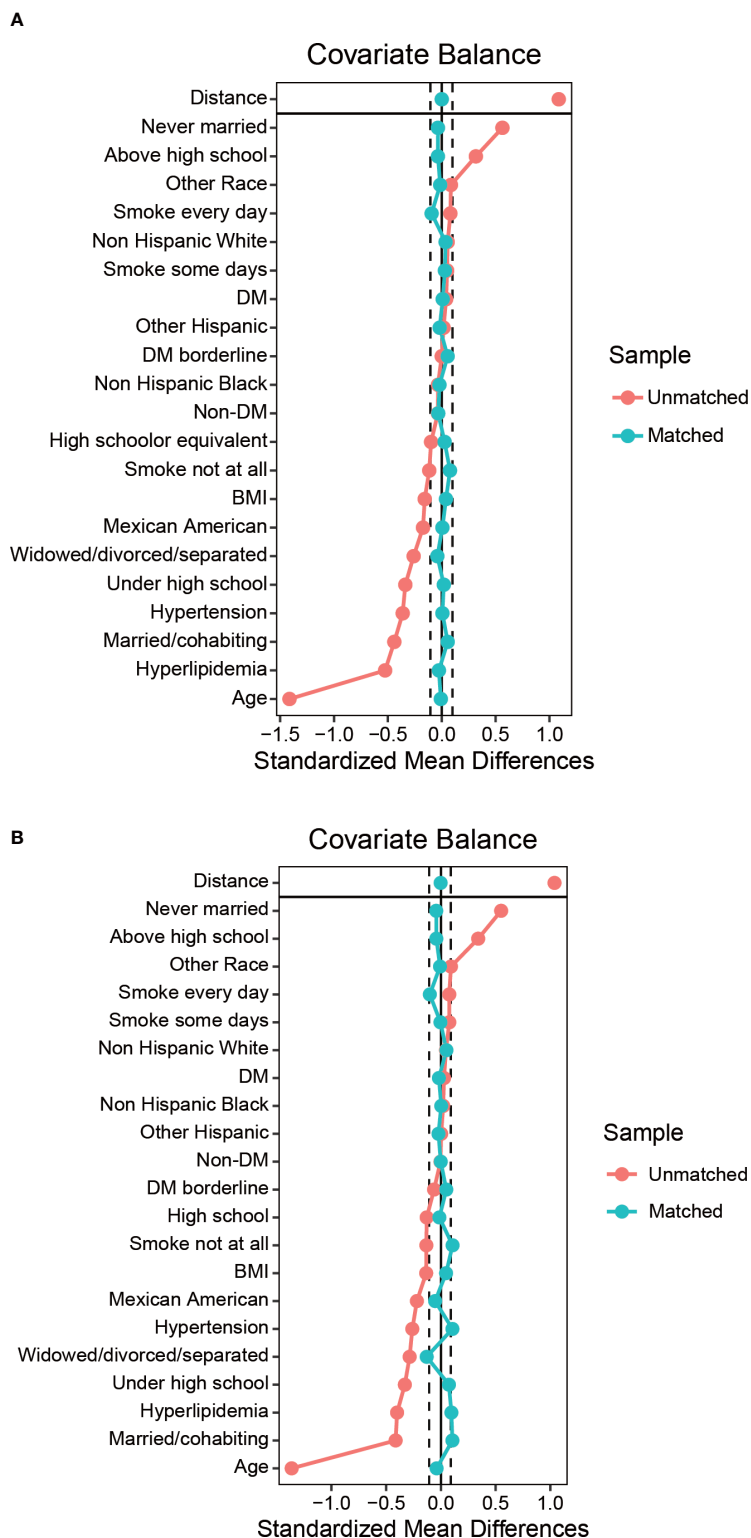 A
Covariate Balance
Distance
Never married
Above high school
Other Race
Smoke every day
Non Hispanic White
Smoke some days
DM
Other Hispanic
DM borderline
Non Hispanic Black
Non-DM
High schoolor equivalent
Smoke not at all
BMI
Mexican American
Widowed/divorced/separated
Under high school
Hypertension
Married/cohabiting
Hyperlipidemia
Age
−1.5 −1.0 −0.5 0.0 0.5 1.0
Standardized Mean Differences
Sample
Unmatched
Matched
B
Covariate Balance
Distance
Never married
Above high school
Other Race
Smoke every day
Smoke some days
Non Hispanic White
DM
Non Hispanic Black
Other Hispanic
Non-DM
DM borderline
High school
Smoke not at all
BMI
Mexican American
Hypertension
Widowed/divorced/separated
Under high school
Hyperlipidemia
Married/cohabiting
Age
−1.0 −0.5 0.0 0.5 1.0
Standardized Mean Differences
Sample
Unmatched
Matched